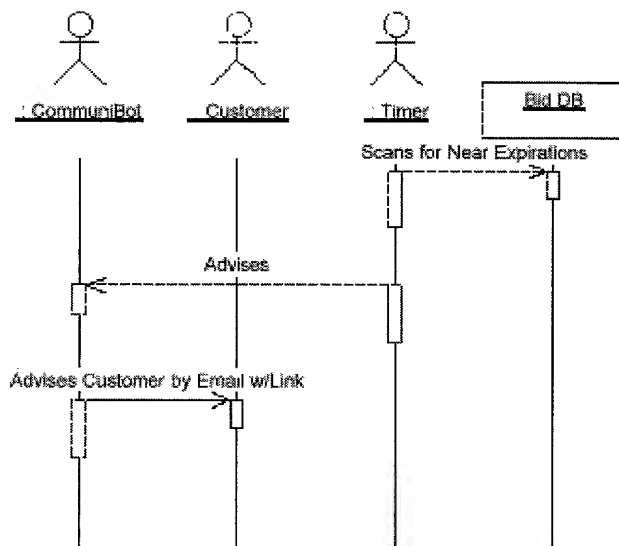 : CommuniBot
: Customer
: Timer
Bid DB
Scans for Near Expirations
Advises
Advises Customer by Email w/Link